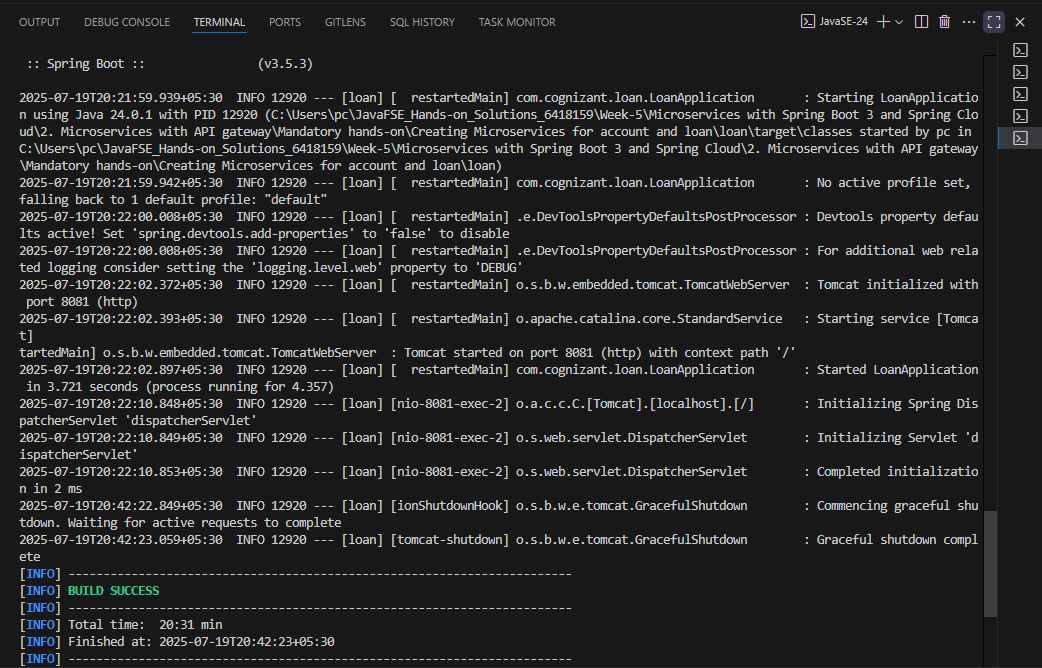 OUTPUT DEBUG CONSOLE TERMINAL PORTS GITLENS SQL HISTORY TASK MONITOR JavaSE-24
 :: Spring Boot ::                (v3.5.3)
2025-07-19T20:21:59.939+05:30  INFO 12920 --- [loan] [  restartedMain] com.cognizant.loan.LoanApplication       : Starting LoanApplicatio
n using Java 24.0.1 with PID 12920 (C:\Users\pc\JavaFSE_Hands-on_Solutions_6418159\Week-5\Microservices with Spring Boot 3 and Spring Clo
ud\2. Microservices with API gateway\Mandatory hands-on\Creating Microservices for account and loan\loan\target\classes started by pc in
C:\Users\pc\JavaFSE_Hands-on_Solutions_6418159\Week-5\Microservices with Spring Boot 3 and Spring Cloud\2. Microservices with API gateway
\Mandatory hands-on\Creating Microservices for account and loan\loan)
2025-07-19T20:21:59.942+05:30  INFO 12920 --- [loan] [  restartedMain] com.cognizant.loan.LoanApplication       : No active profile set,
falling back to 1 default profile: "default"
2025-07-19T20:22:00.008+05:30  INFO 12920 --- [loan] [  restartedMain] .e.DevToolsPropertyDefaultsPostProcessor : Devtools property defau
lts active! Set 'spring.devtools.add-properties' to 'false' to disable
2025-07-19T20:22:00.008+05:30  INFO 12920 --- [loan] [  restartedMain] .e.DevToolsPropertyDefaultsPostProcessor : For additional web rela
ted logging consider setting the 'logging.level.web' property to 'DEBUG'
2025-07-19T20:22:02.372+05:30  INFO 12920 --- [loan] [  restartedMain] o.s.b.w.embedded.tomcat.TomcatWebServer  : Tomcat initialized with
 port 8081 (http)
2025-07-19T20:22:02.393+05:30  INFO 12920 --- [loan] [  restartedMain] o.apache.catalina.core.StandardService   : Starting service [Tomca
t]
tartedMain] o.s.b.w.embedded.tomcat.TomcatWebServer  : Tomcat started on port 8081 (http) with context path '/'
2025-07-19T20:22:02.897+05:30  INFO 12920 --- [loan] [  restartedMain] com.cognizant.loan.LoanApplication       : Started LoanApplication
 in 3.721 seconds (process running for 4.357)
2025-07-19T20:22:10.848+05:30  INFO 12920 --- [loan] [nio-8081-exec-2] o.a.c.c.C.[Tomcat].[localhost].[/]       : Initializing Spring Dis
patcherServlet 'dispatcherServlet'
2025-07-19T20:22:10.849+05:30  INFO 12920 --- [loan] [nio-8081-exec-2] o.s.web.servlet.DispatcherServlet        : Initializing Servlet 'd
ispatcherServlet'
2025-07-19T20:22:10.853+05:30  INFO 12920 --- [loan] [nio-8081-exec-2] o.s.web.servlet.DispatcherServlet        : Completed initializatio
n in 2 ms
2025-07-19T20:42:22.849+05:30  INFO 12920 --- [loan] [ionShutdownHook] o.s.b.w.e.tomcat.GracefulShutdown        : Commencing graceful shu
tdown. Waiting for active requests to complete
2025-07-19T20:42:23.059+05:30  INFO 12920 --- [loan] [tomcat-shutdown] o.s.b.w.e.tomcat.GracefulShutdown        : Graceful shutdown compl
ete
[INFO] ------------------------------------------------------------------------
[INFO] BUILD SUCCESS
[INFO] ------------------------------------------------------------------------
[INFO] Total time:  20:31 min
[INFO] Finished at: 2025-07-19T20:42:23+05:30
[INFO] ------------------------------------------------------------------------